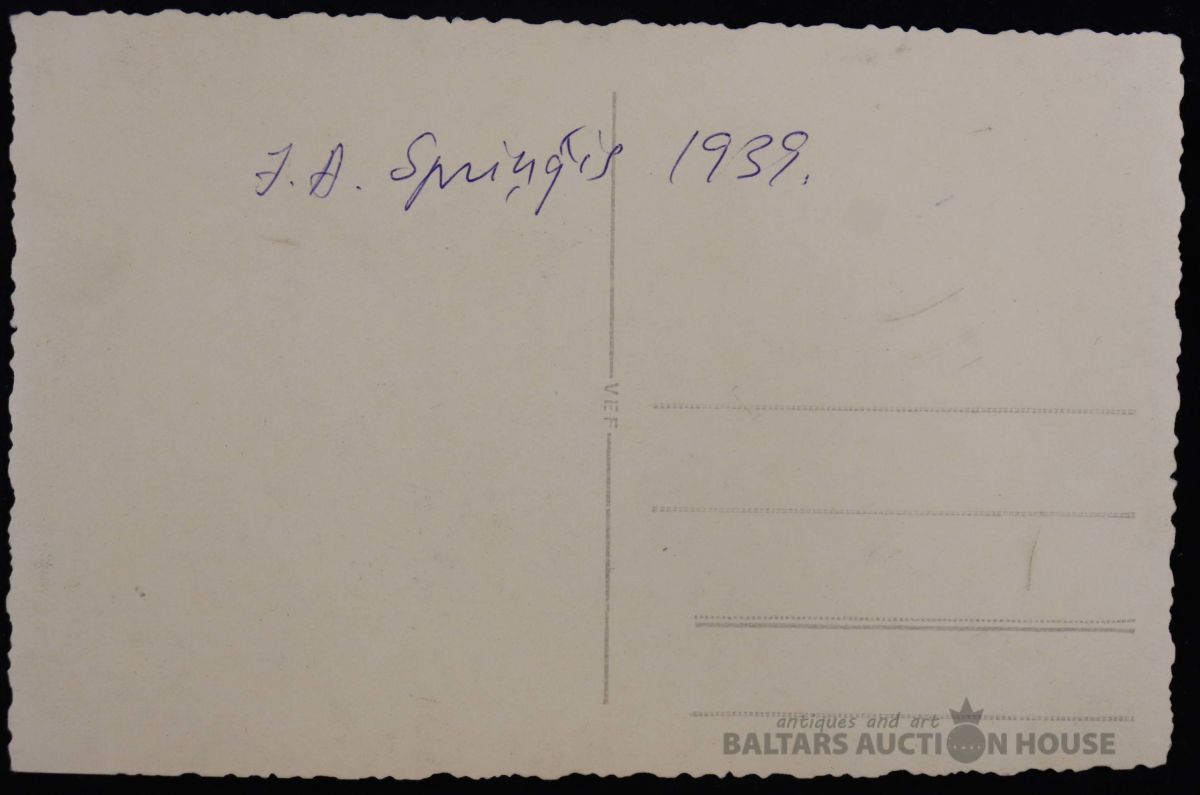 J. A. Spriņģis 1939.
VEF
antiques and art
BALTARS AUCTION HOUSE